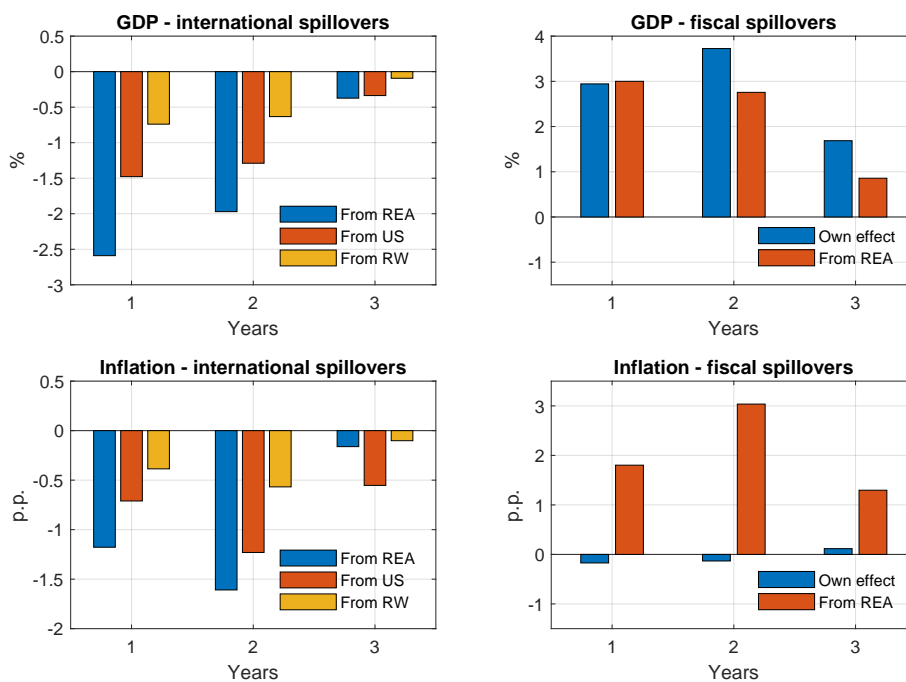 GDP - international spillovers
0.5
0
-0.5
-1
-1.5
-2
-2.5
-3
%
From REA
From US
From RW
1 2 3
Years
GDP - fiscal spillovers
4
3
2
1
0
-1
%
Own effect
From REA
1 2 3
Years
Inflation - international spillovers
0.5
0
-0.5
-1
-1.5
-2
p.p.
From REA
From US
From RW
1 2 3
Years
Inflation - fiscal spillovers
3
2
1
0
-1
p.p.
Own effect
From REA
1 2 3
Years